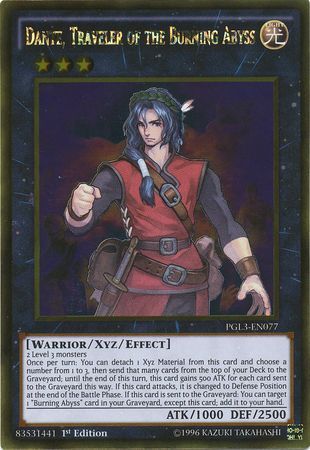 Dante, Traveler of the Burning Abyss
光
PGL3-EN077
[Warrior/Xyz/Effect]
2 Level 3 monsters
Once per turn: You can detach 1 Xyz Material from this card and choose a
number from 1 to 3, then send that many cards from the top of your Deck to the
Graveyard; until the end of this turn, this card gains 500 ATK for each card sent
to the Graveyard this way. If this card attacks, it is changed to Defense Position
at the end of the Battle Phase. If this card is sent to the Graveyard: You can target
1 "Burning Abyss" card in your Graveyard, except this card; add it to your hand.
ATK/1000 DEF/2500
83531441 1st Edition ©1996 KAZUKI TAKAHASHI